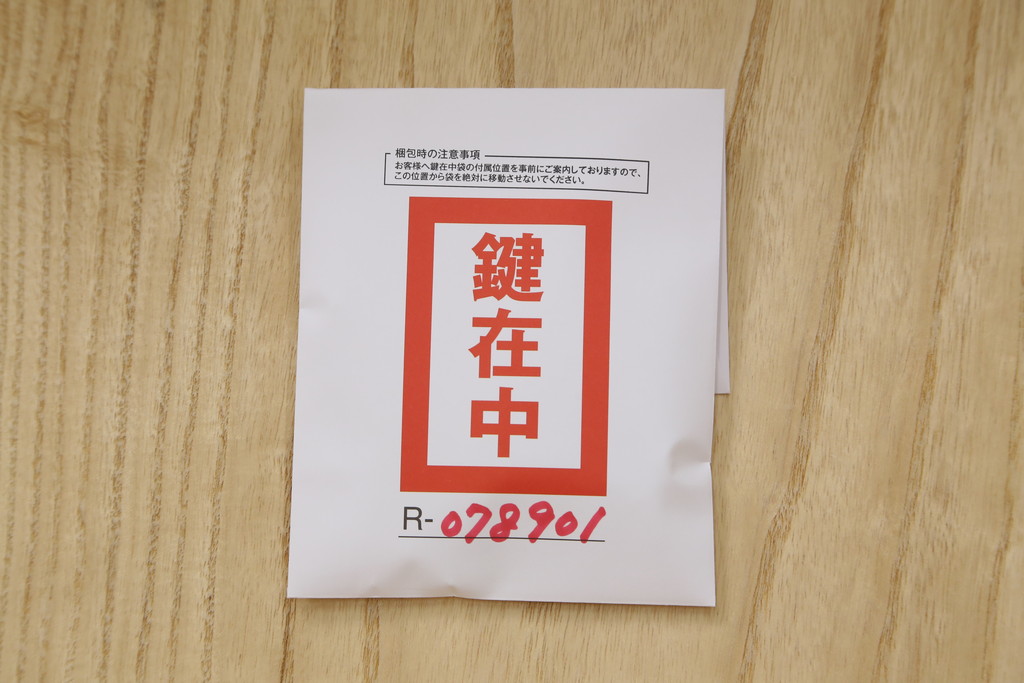 梱包時の注意事項
お客様へ鍵在中袋の付属位置を事前にご案内しておりますので、
この位置から袋を絶対に移動させないでください。
鍵在中
R-078901